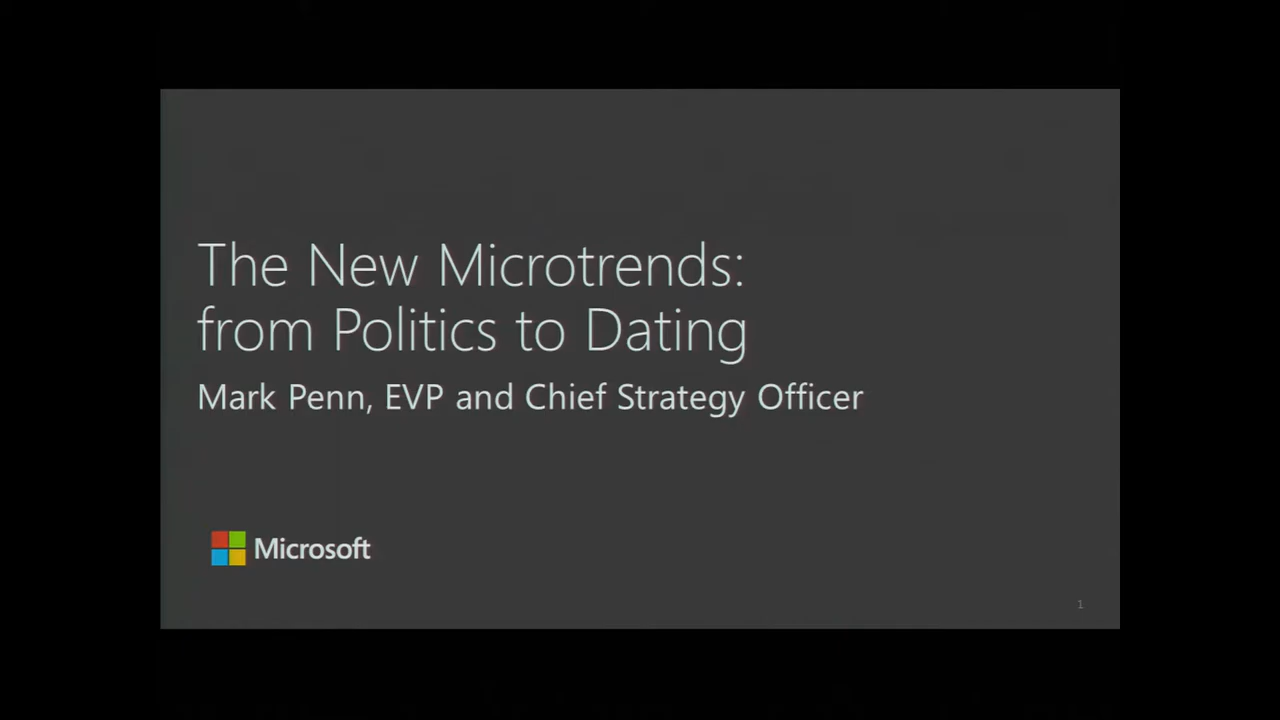 The New Microtrends:
from Politics to Dating
Mark Penn, EVP and Chief Strategy Officer
Microsoft
1